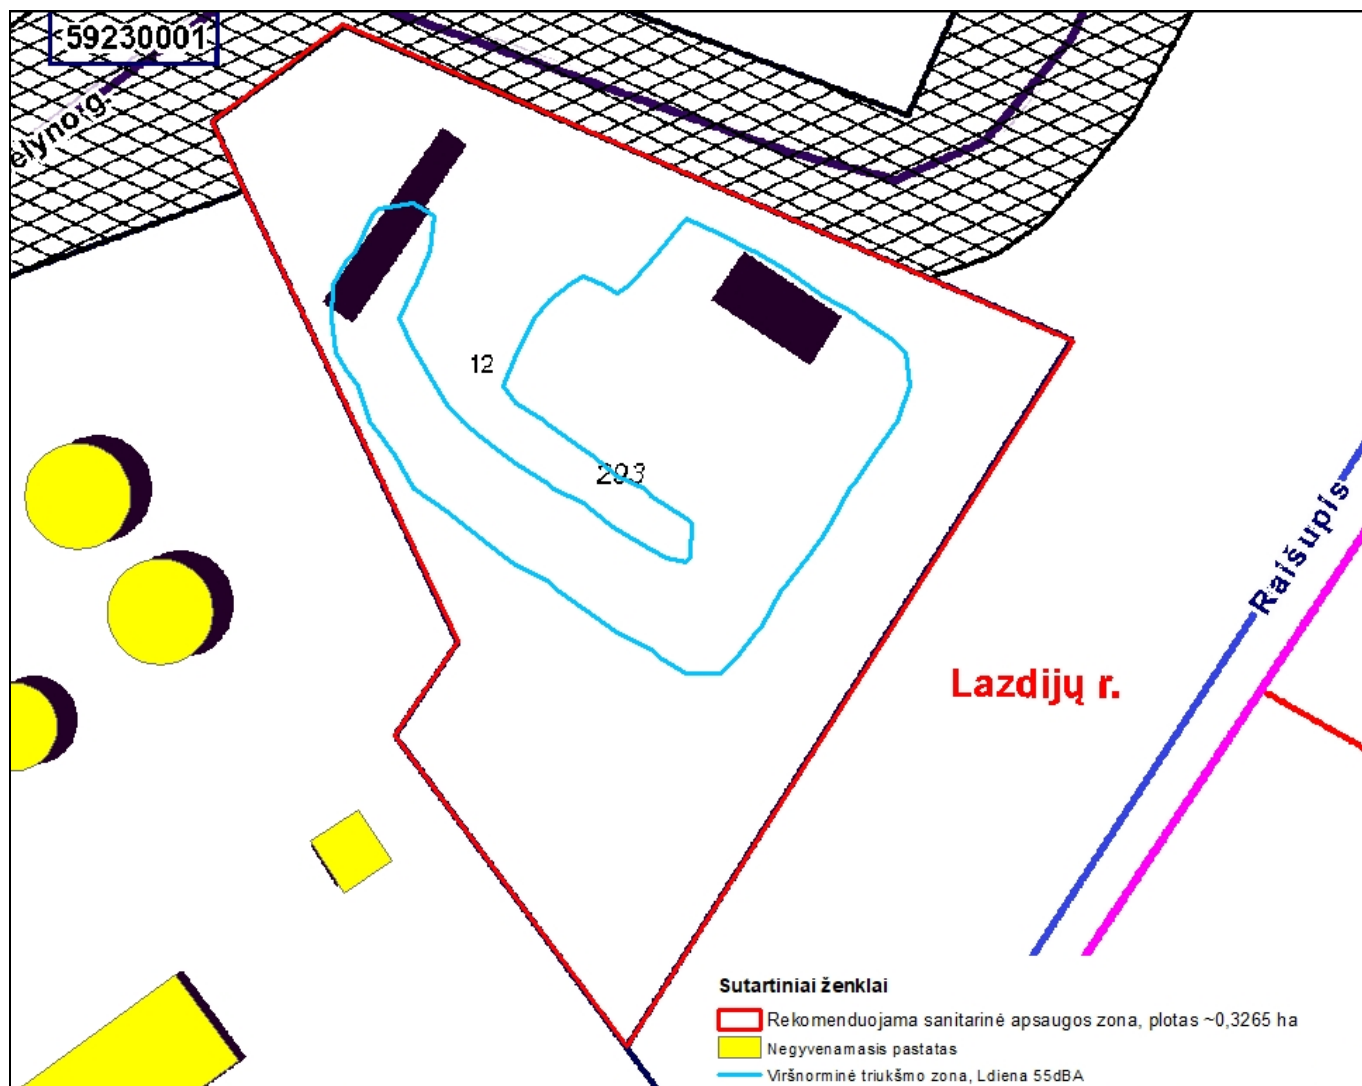 59230001
elyno g.
12
293
Raišupis
Lazdijų r.
Sutartiniai ženklai
Rekomenduojama sanitarinė apsaugos zona, plotas ~0,3265 ha
Negyvenamasis pastatas
Viršnorminė triukšmo zona, Ldiena 55dBA